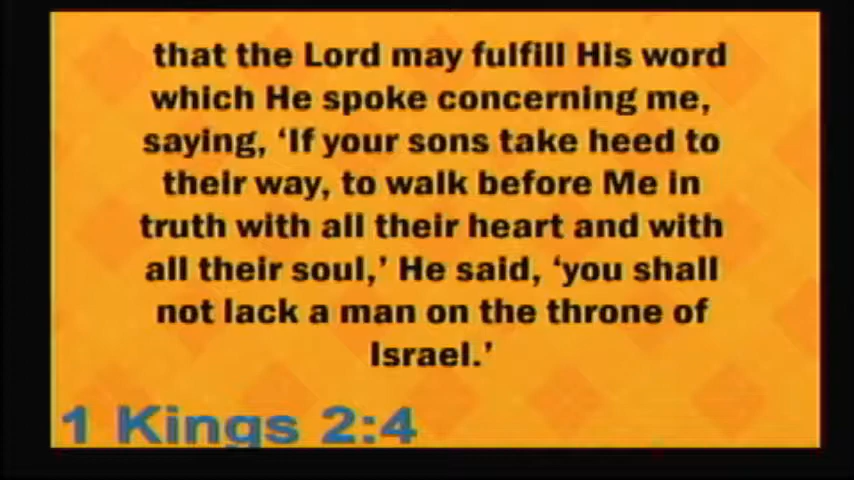 that the Lord may fulfill His word
which He spoke concerning me,
saying, ‘If your sons take heed to
their way, to walk before Me in
truth with all their heart and with
all their soul,’ He said, ‘you shall
not lack a man on the throne of
Israel.’
1 Kings 2:4